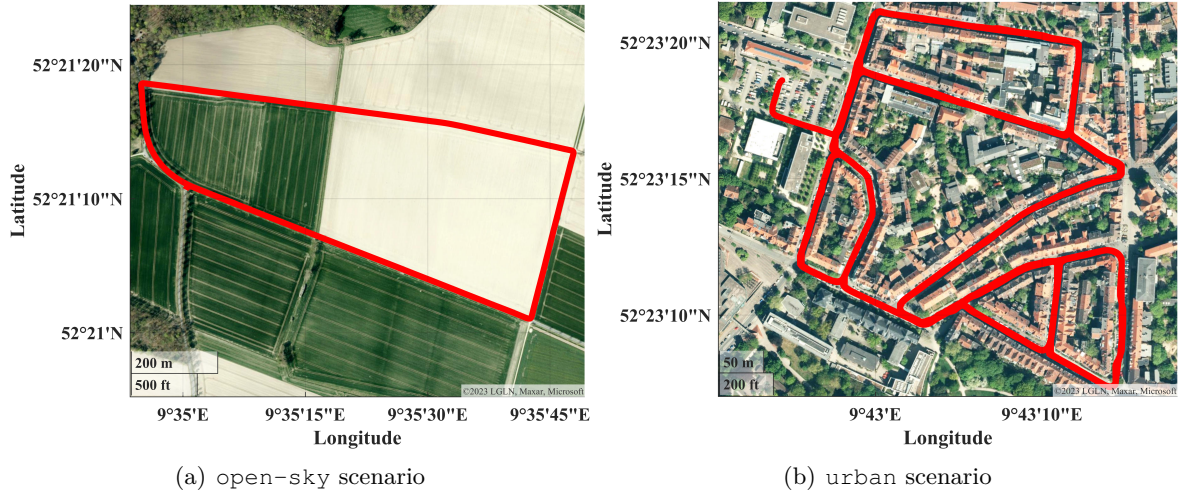 52°21'20"N
52°21'10"N
52°21'N
Latitude
200 m
500 ft
©2023 LGLN, Maxar, Microsoft
9°35'E
9°35'15"E
9°35'30"E
9°35'45"E
Longitude
(a) open-sky scenario
52°23'20"N
52°23'15"N
52°23'10"N
Latitude
50 m
200 ft
©2023 LGLN, Maxar, Microsoft
9°43'E
9°43'10"E
Longitude
(b) urban scenario